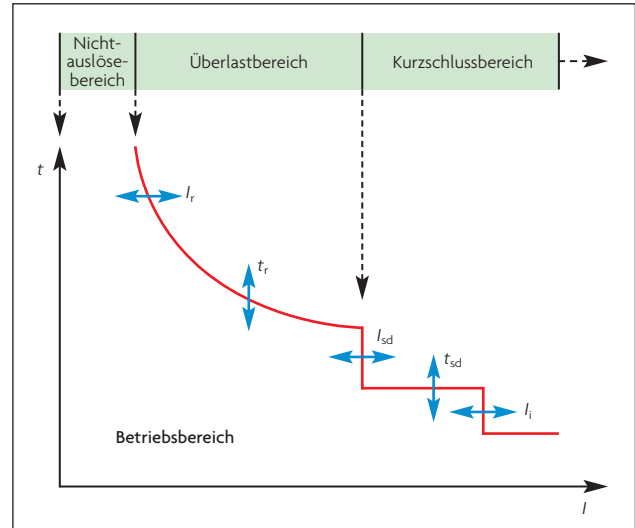 Nicht-
auslöse-
bereich
Überlastbereich
Kurzschlussbereich
t
Ir
tr
Isd
tsd
Ii
Betriebsbereich
I